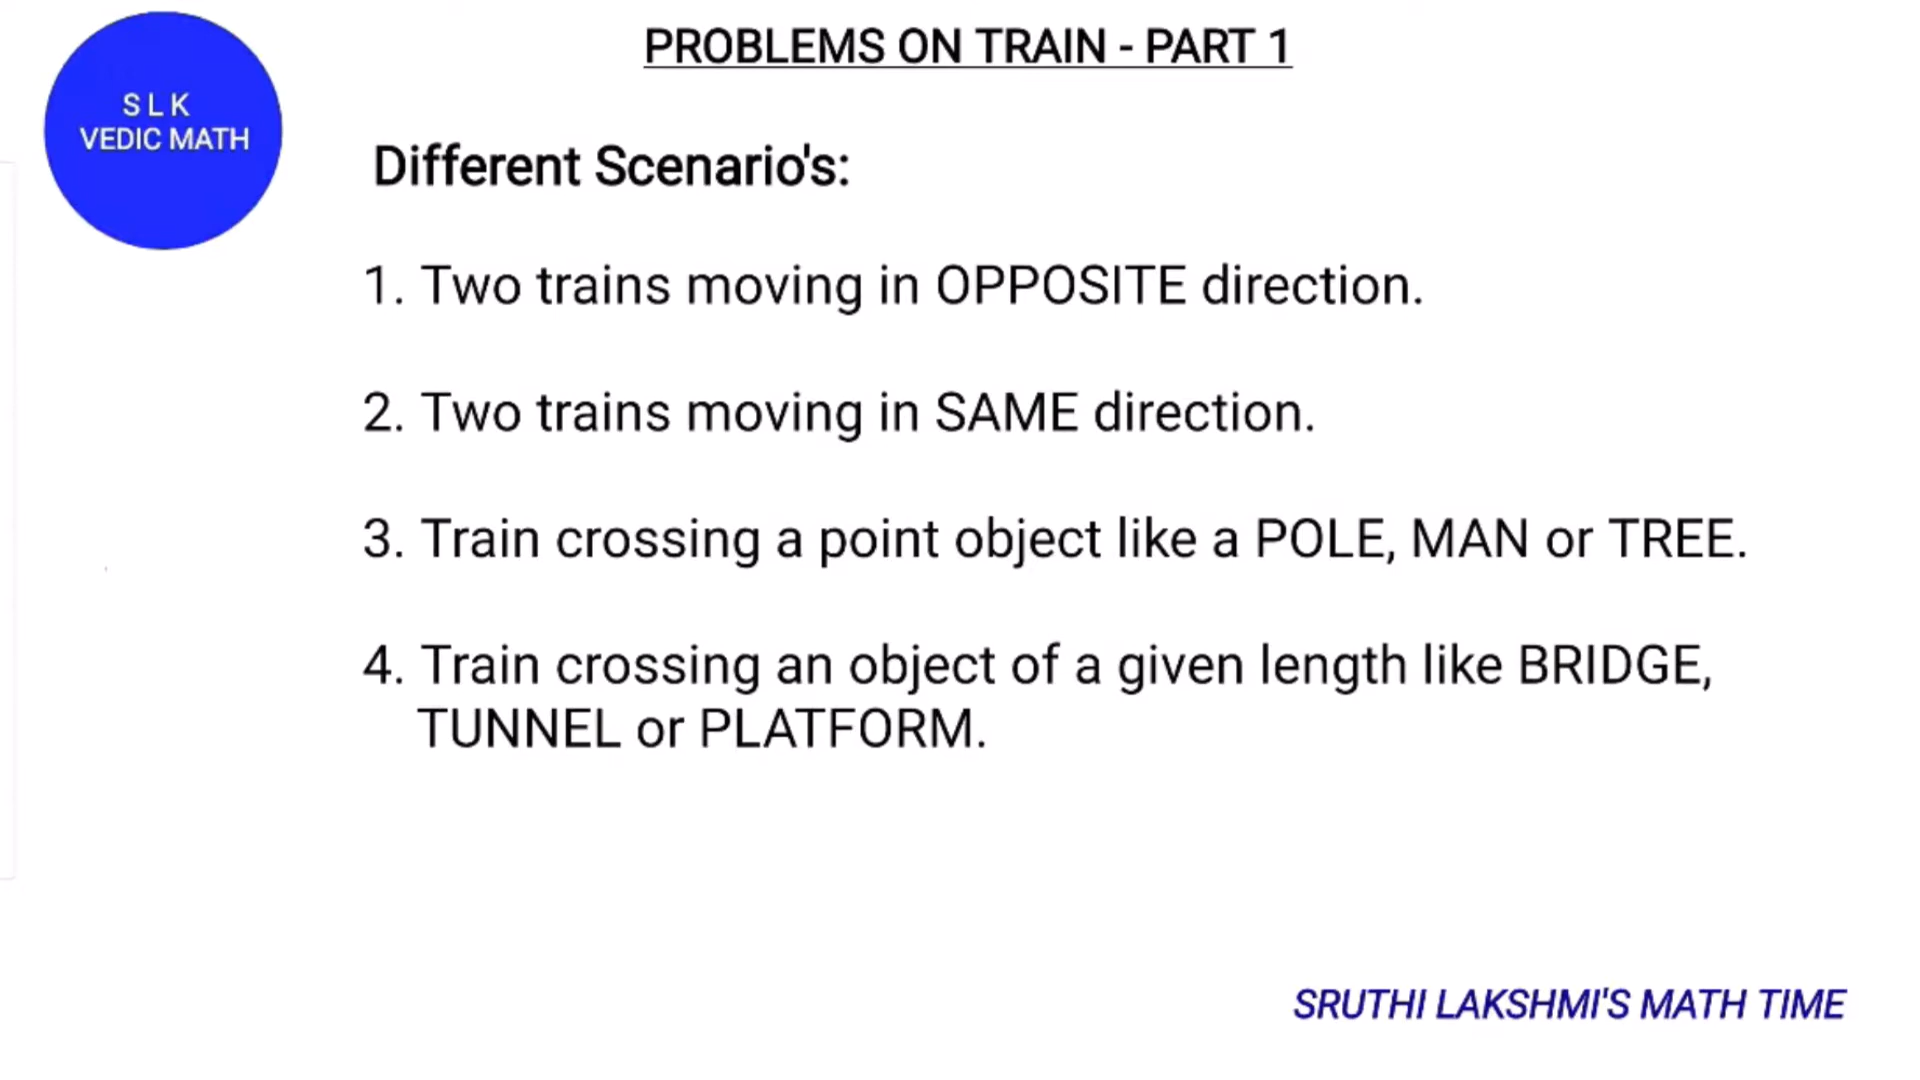 PROBLEMS ON TRAIN - PART 1
S L K
VEDIC MATH
Different Scenario's:
1. Two trains moving in OPPOSITE direction.
2. Two trains moving in SAME direction.
3. Train crossing a point object like a POLE, MAN or TREE.
4. Train crossing an object of a given length like BRIDGE,
TUNNEL or PLATFORM.
SRUTHI LAKSHMI'S MATH TIME